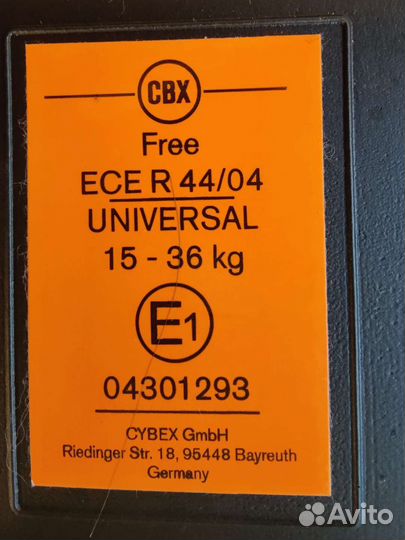 CBX
Free
ECE R 44/04
UNIVERSAL
15 - 36 kg
E1
04301293
CYBEX GmbH
Riedinger Str. 18, 95448 Bayreuth
Germany
Avito